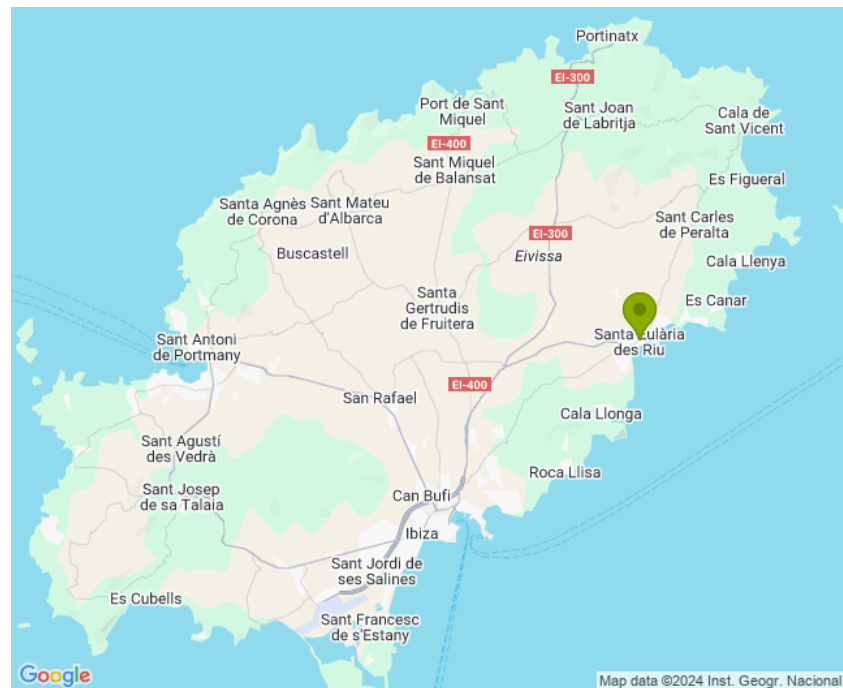 Portinatx
EI-300
Port de Sant
Miquel
Sant Joan
de Labritja
Cala de
Sant Vicent
EI-400
Sant Miquel
de Balansat
Es Figueral
Santa Agnès
de Corona
Sant Mateu
d'Albarca
Sant Carles
de Peralta
EI-300
Buscastell
Eivissa
Cala Llenya
Santa
Gertrudis
de Fruitera
Es Canar
Sant Antoni
de Portmany
Santa Eulària
des Riu
EI-400
San Rafael
Cala Llonga
Sant Agustí
des Vedrà
Roca Llisa
Sant Josep
de sa Talaia
Can Bufi
Ibiza
Sant Jordi de
ses Salines
Es Cubells
Sant Francesc
de s'Estany
Google
Map data ©2024 Inst. Geogr. Nacional